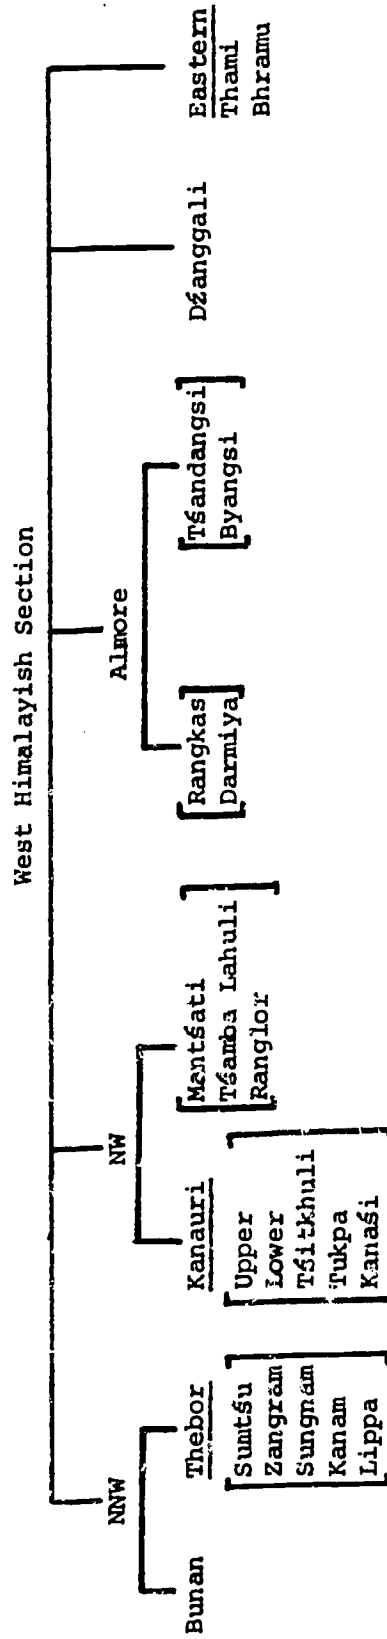 West Himalayish Section
NNW
Bunan
Thebor
Sumtśu
Zangram
Sungnam
Kanam
Lippa
NW
Kanauri
Upper
Lower
Tśitkhuli
Tukpa
Kanaśi
Mantśati
Tśamba Lahuli
Ranglor
Almore
Rangkas
Darmiya
Tśandangsi
Byangsi
Dźanggali
Eastern
Thami
Bhramu